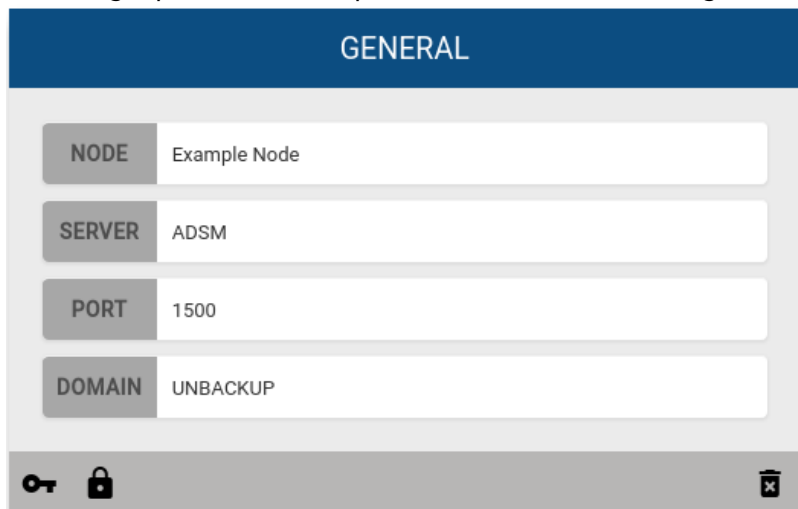 GENERAL
NODE Example Node
SERVER ADSM
PORT 1500
DOMAIN UNBACKUP